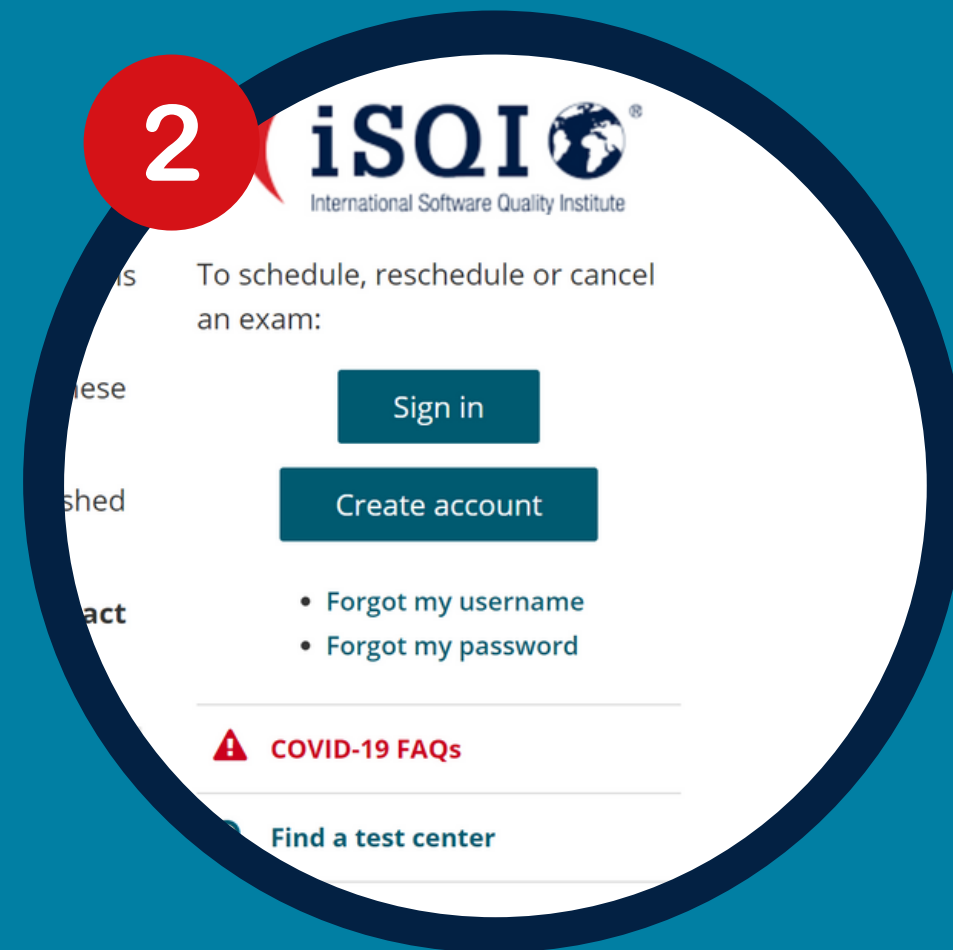 2
iSQI ®
International Software Quality Institute
To schedule, reschedule or cancel
an exam:
Sign in
Create account
• Forgot my username
• Forgot my password
COVID-19 FAQs
Find a test center